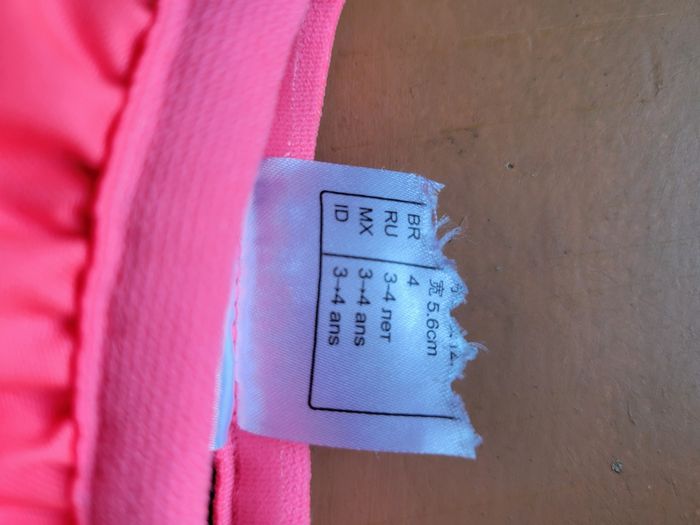 宽 5.6cm
BR 4
RU 3-4 лет
MX 3→4 ans
ID 3→4 ans